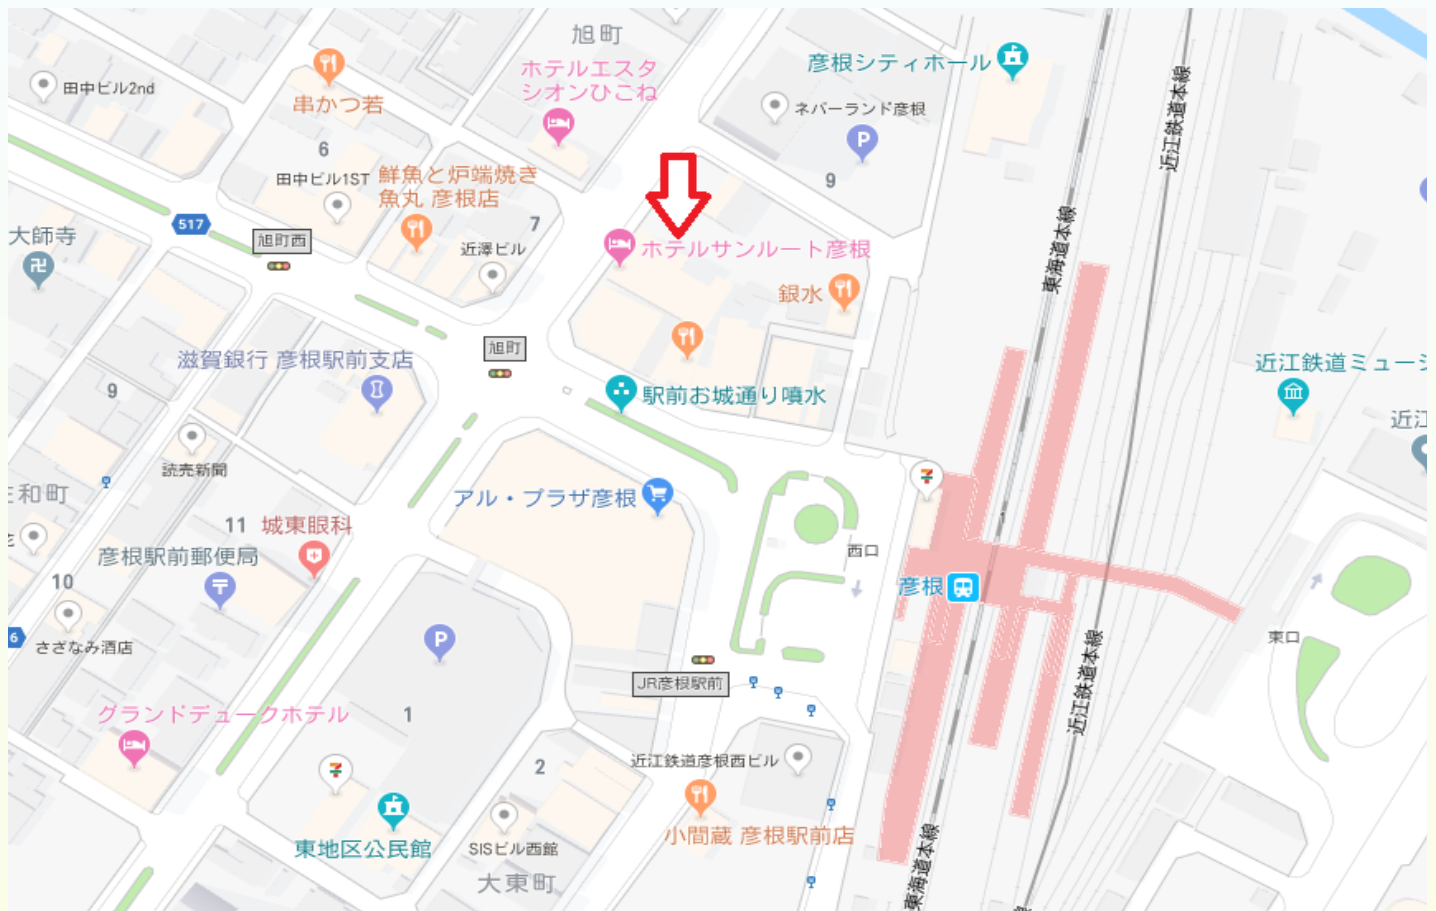 旭町
ホテルエスタ
シオンひこね
彦根シティホール
田中ビル2nd
串かつ若
ネバーランド彦根
P
近江鉄道本線
6
田中ビル1ST
鮮魚と炉端焼き
魚丸 彦根店
9
517
大師寺
旭町西
7
近澤ビル
ホテルサンルート彦根
東海道本線
銀水
旭町
滋賀銀行 彦根駅前支店
9
駅前お城通り噴水
近江鉄道ミュージ
近江
読売新聞
和町
アル・プラザ彦根
7
11
城東眼科
彦根駅前郵便局
西口
10
彦根
6
さざなみ酒店
P
東口
近江鉄道本線
JR彦根駅前
グランドデュークホテル
1
2
近江鉄道彦根西ビル
7
東地区公民館
SISビル西館
小間蔵 彦根駅前店
大東町
東海道本線
線